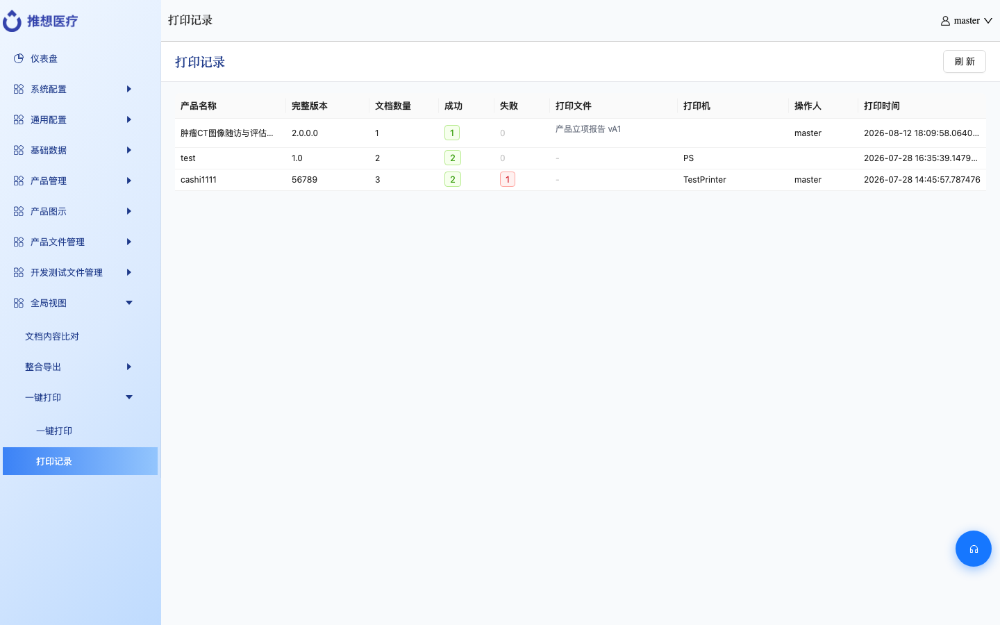 推想医疗
打印记录
master
仪表盘
系统配置
通用配置
基础数据
产品管理
产品图示
产品文件管理
开发测试文件管理
全局视图
文档内容比对
整合导出
一键打印
一键打印
打印记录
打印记录
刷 新
产品名称 完整版本 文档数量 成功 失败 打印文件 打印机 操作人 打印时间
肿瘤CT图像随访与评估... 2.0.0.0 1 1 0 产品立项报告 vA1 master 2026-08-12 18:09:58.0640...
test 1.0 2 2 0 - PS 2026-07-28 16:35:39.1479...
cashi1111 56789 3 2 1 - TestPrinter master 2026-07-28 14:45:57.787476